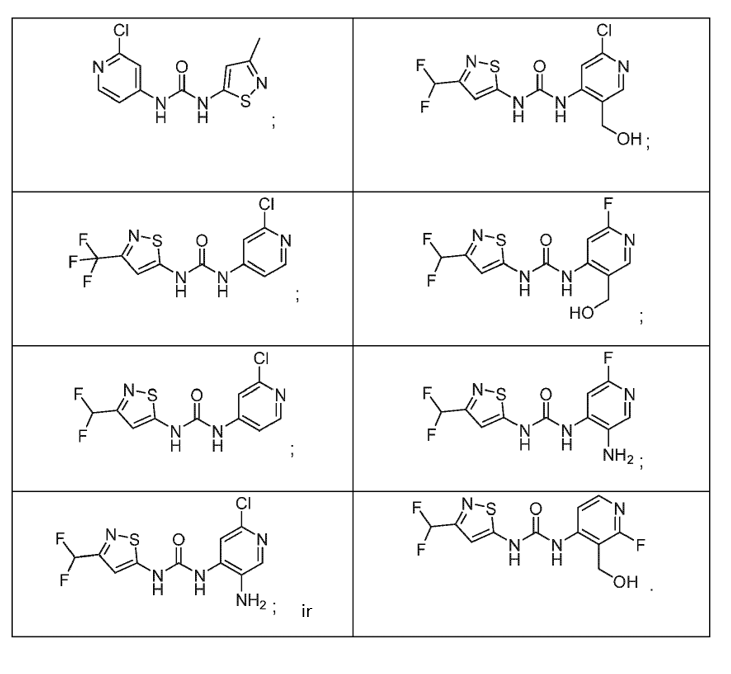 Cl
N O
N
N N S
H H
;
Cl
F N S O N
F N N
H H
OH ;
Cl
F N S O N
F
F N N
H H
;
F
F N S O N
F N N
H H
HO ;
Cl
F N S O N
F N N
H H
;
F
F N S O N
F N N
H H
NH₂ ;
Cl
F N S O N
F N N
H H
NH₂ ; ir
F N S O N
F N N F
H H
OH .